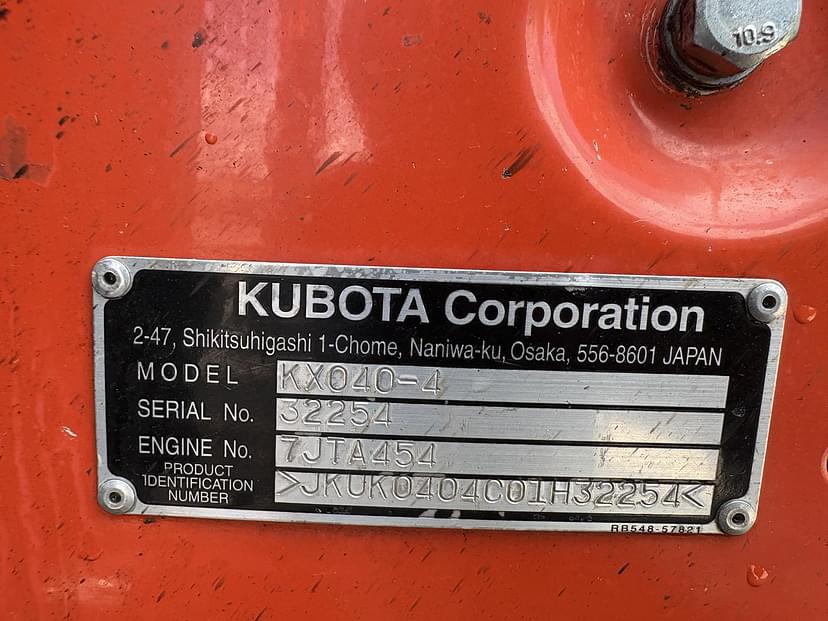 10.9
KUBOTA Corporation
2-47, Shikitsuhigashi 1-Chome, Naniwa-ku, Osaka, 556-8601 JAPAN
MODEL KX040-4
SERIAL No. 32254
ENGINE No. 7JTA454
PRODUCT
IDENTIFICATION
NUMBER >JKUK0404C01H32254<
RB548-57821